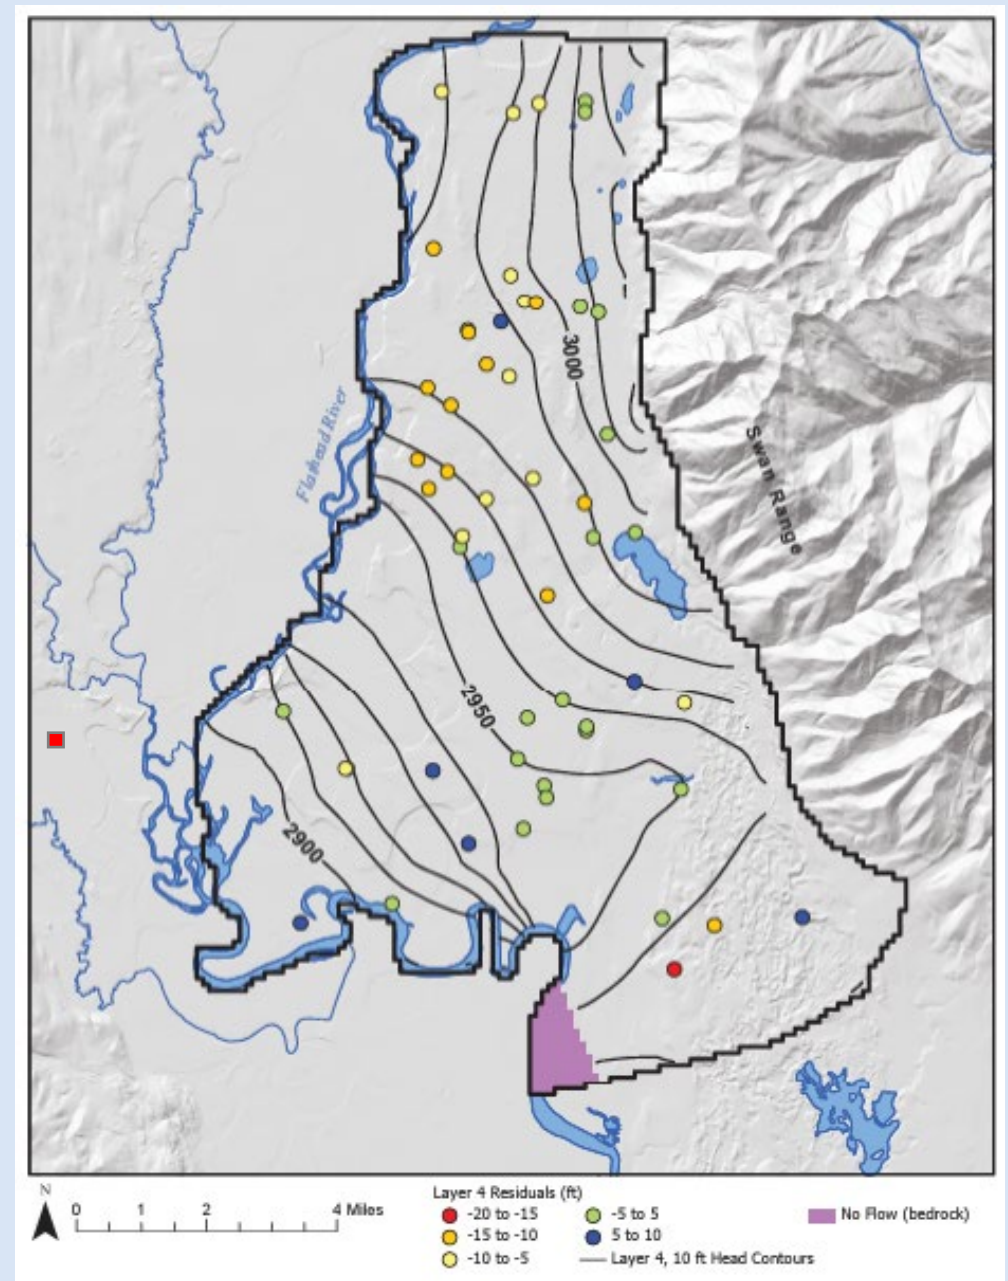 3000
Flathead River
Swan Range
2950
2900
N
0 1 2 4 Miles
Layer 4 Residuals (ft)
-20 to -15
-15 to -10
-10 to -5
-5 to 5
5 to 10
Layer 4, 10 ft Head Contours
No Flow (bedrock)